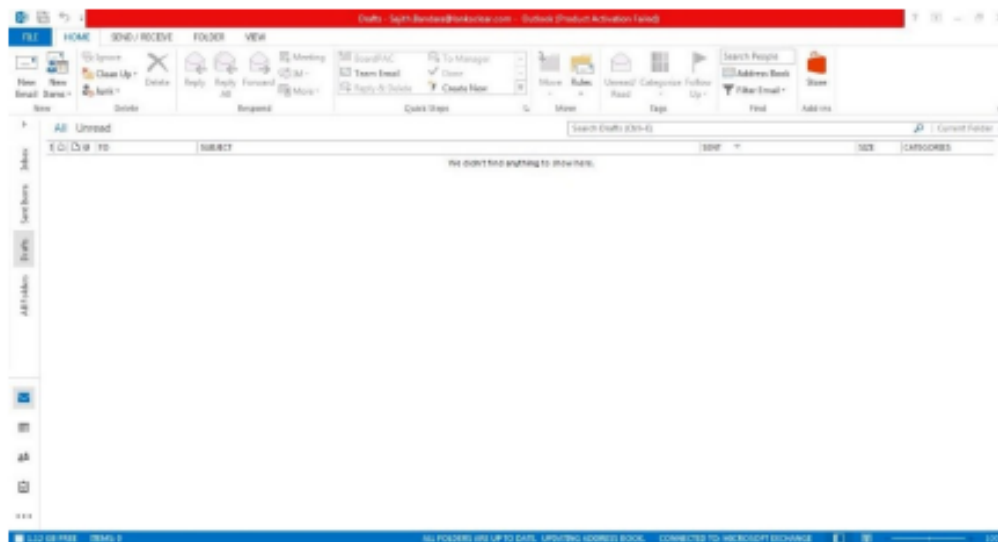 Drafts - Sajith.Bandara@lankaclear.com - Outlook (Product Activation Failed)
FILE HOME SEND / RECEIVE FOLDER VIEW
New Email
New Items
Ignore
Clean Up
Junk
Delete
Reply
Reply All
Forward
Meeting
IM
More
BoardPAC
Team Email
Reply & Delete
To Manager
Done
Create New
Move
Rules
Unread/ Read
Categorize
Follow Up
Search People
Address Book
Filter Email
Store
New Delete Respond Quick Steps Move Tags Find Add-ins
All Unread
Search Drafts (Ctrl+E)
Current Folder
TO SUBJECT SENT SIZE CATEGORIES
We didn't find anything to show here.
Inbox
Sent Items
Drafts
All Folders
ITEMS: 0
ALL FOLDERS ARE UP TO DATE. UPDATING ADDRESS BOOK. CONNECTED TO: MICROSOFT EXCHANGE